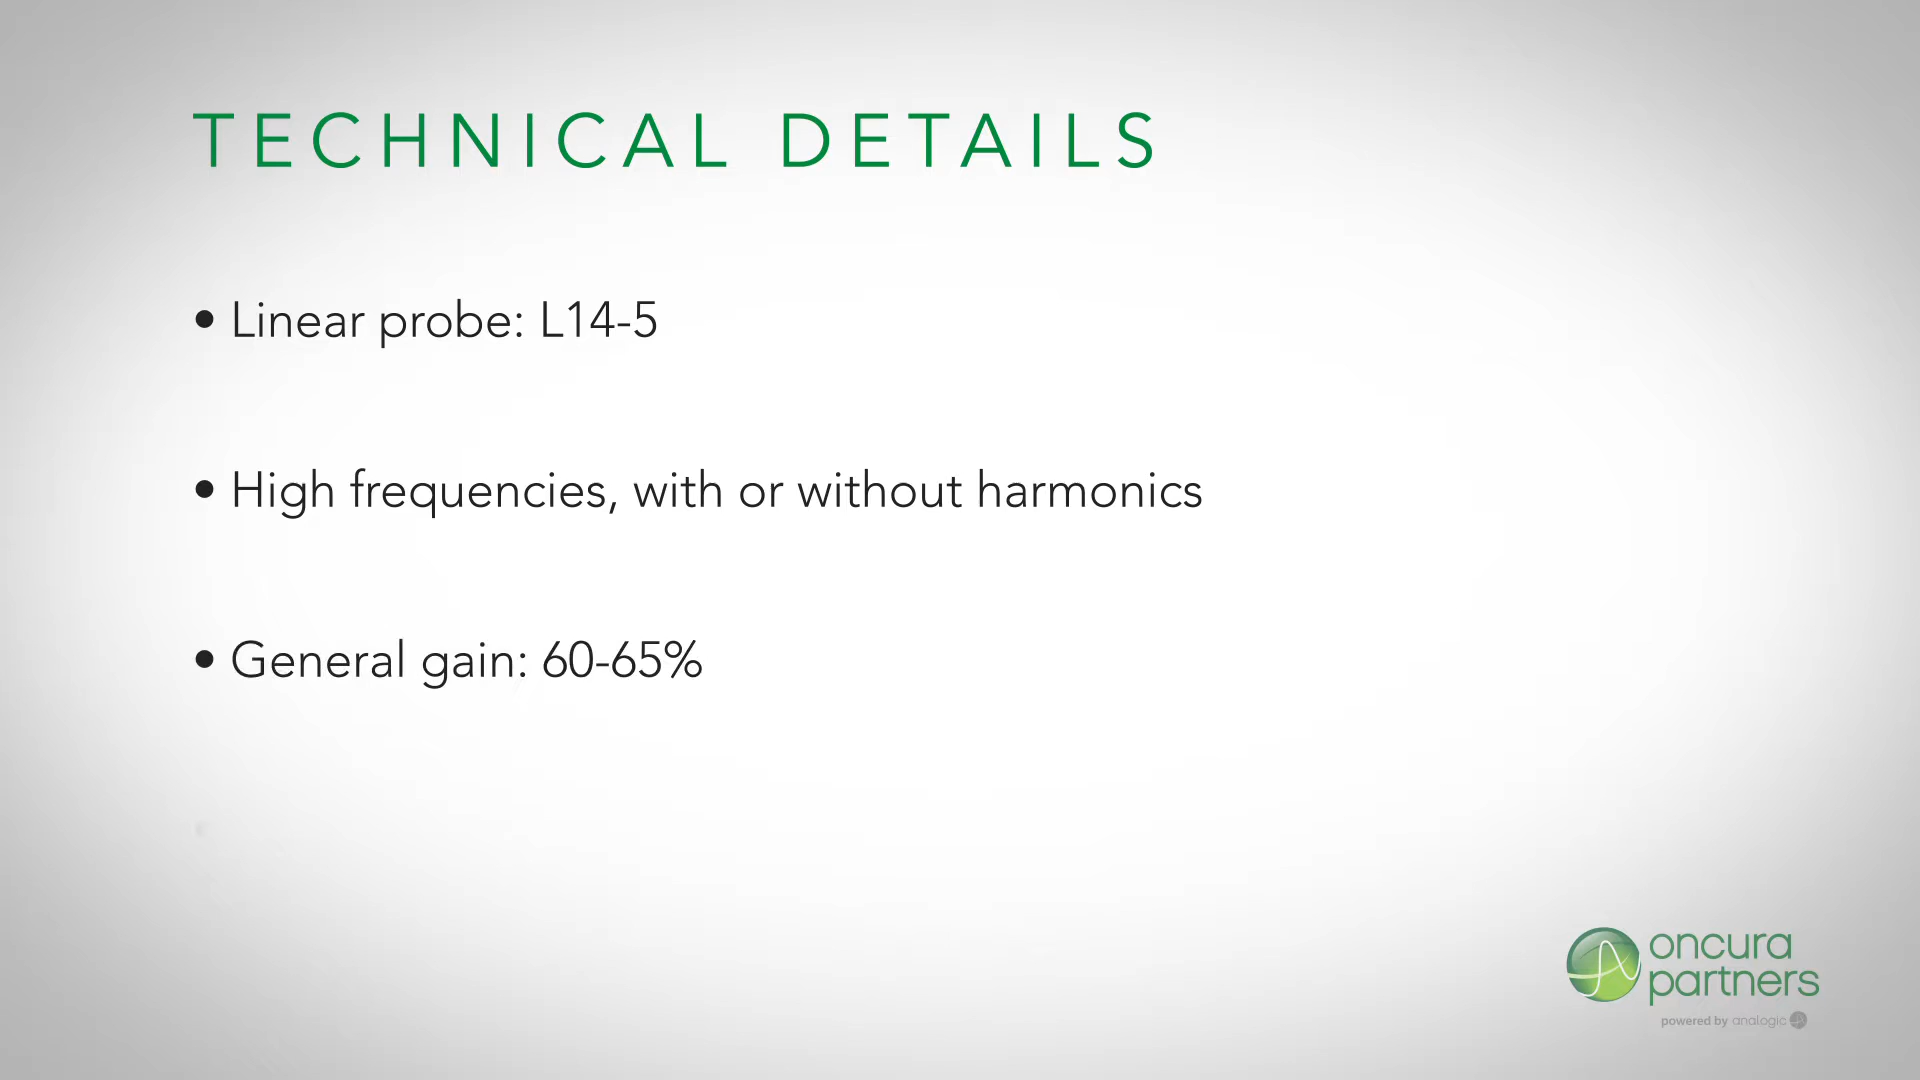 TECHNICAL DETAILS
• Linear probe: L14-5
• High frequencies, with or without harmonics
• General gain: 60-65%
oncura
partners
powered by analogic